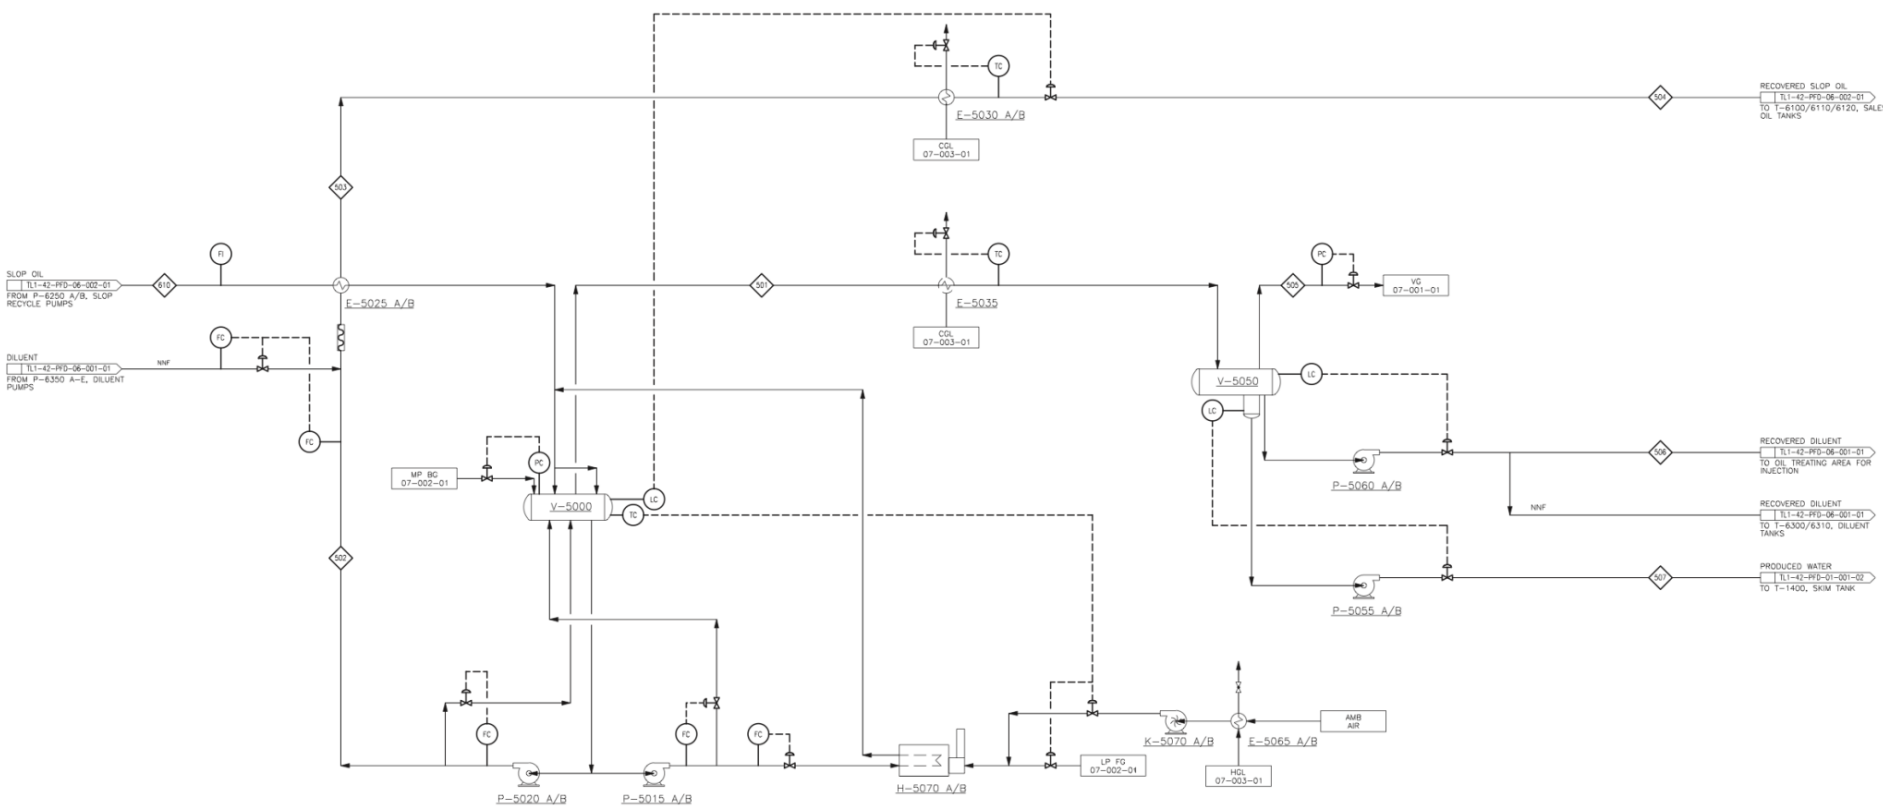 TC
504
RECOVERED SLOP OIL
TL1-42-PFD-06-002-01
TO T-6100/6110/6120, SALES
OIL TANKS
E-5030 A/B
CGL
07-003-01
503
FI
SLOP OIL
TL1-42-PFD-06-002-01
FROM P-6250 A/B, SLOP
RECYCLE PUMPS
610
E-5025 A/B
501
TC
E-5035
CGL
07-003-01
PC
505
VG
07-001-01
FC
DILUENT
TL1-42-PFD-06-001-01
FROM P-6350 A-E, DILUENT
PUMPS
NNF
FC
V-5050
LC
LC
MP BG
07-002-01
PC
V-5000
LC
TC
P-5060 A/B
506
RECOVERED DILUENT
TL1-42-PFD-06-001-01
TO OIL TREATING AREA FOR
INJECTION
NNF
RECOVERED DILUENT
TL1-42-PFD-06-001-01
TO T-6300/6310, DILUENT
TANKS
502
P-5055 A/B
507
PRODUCED WATER
TL1-42-PFD-01-001-02
TO T-1400, SKIM TANK
FC
FC
FC
P-5020 A/B
P-5015 A/B
H-5070 A/B
K-5070 A/B
E-5065 A/B
AMB
AIR
LP FG
07-002-01
HGL
07-003-01